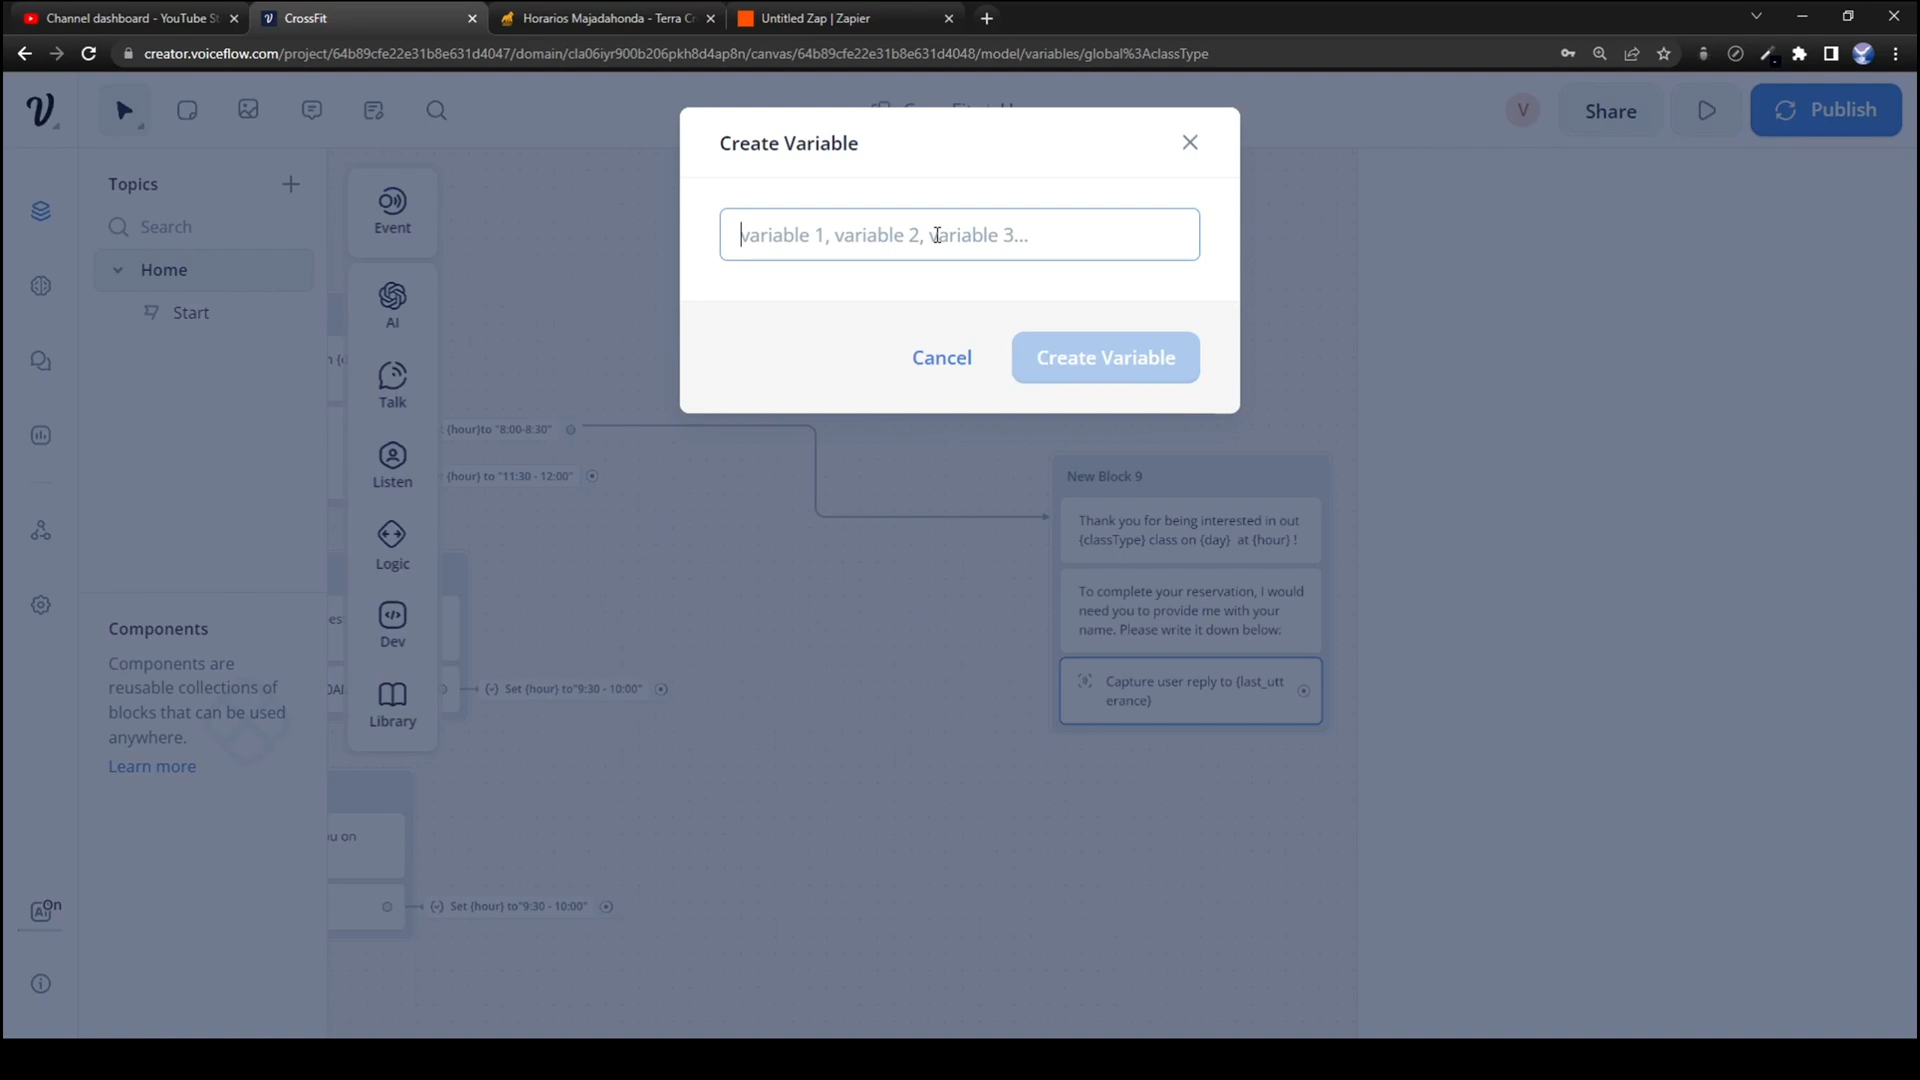 Channel dashboard - YouTube St
CrossFit
Horarios Majadahonda - Terra Cr
Untitled Zap | Zapier
creator.voiceflow.com/project/64b89cfe22e31b8e631d4047/domain/cla06iyr900b206pkh8d4ap8n/canvas/64b89cfe22e31b8e631d4048/model/variables/global%3AclassType
V
Share
Publish
Create Variable
variable 1, variable 2, variable 3...
Cancel
Create Variable
Topics
Search
Home
Start
Event
AI
Talk
Listen
Logic
Dev
Library
{hour}to "8:00-8:30"
{hour} to "11:30 - 12:00"
es
Set {hour} to"9:30 - 10:00"
u on
Set {hour} to"9:30 - 10:00"
New Block 9
Thank you for being interested in out
{classType} class on {day} at {hour} !
To complete your reservation, I would
need you to provide me with your
name. Please write it down below:
Capture user reply to {last_utt
erance}
Components
Components are
reusable collections of
blocks that can be used
anywhere.
Learn more
On